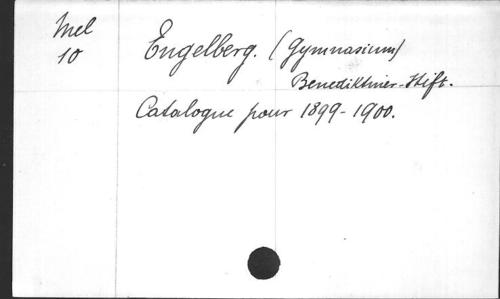 Mel
10
Engelberg. (Gymnasium)
Benediktiner-Stift.
Catalogue pour 1899-1900.